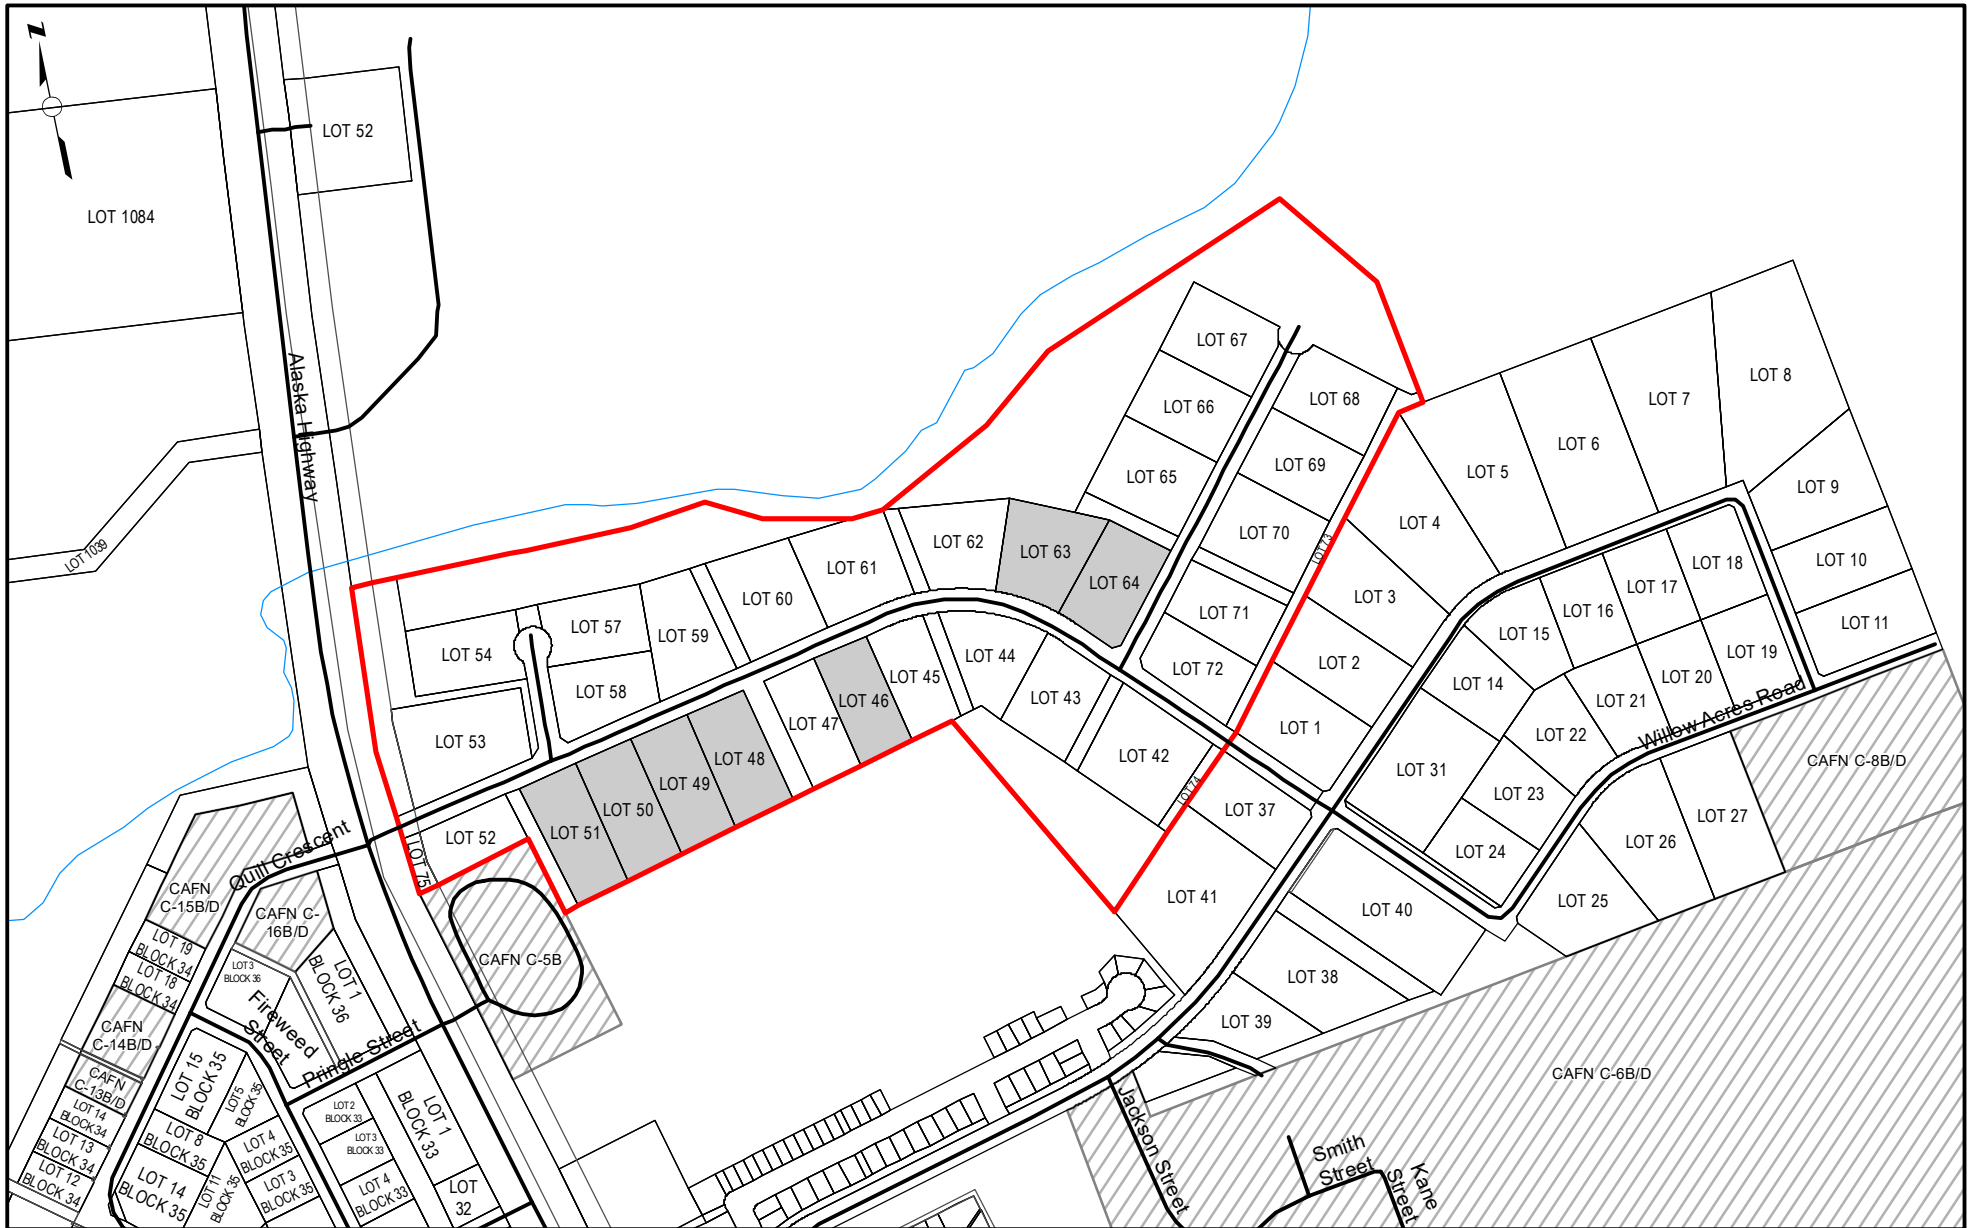 N
LOT 52
LOT 1084
Alaska Highway
LOT 1039
LOT 67
LOT 66
LOT 65
LOT 68
LOT 69
LOT 70
LOT 71
LOT 72
LOT 73
LOT 8
LOT 7
LOT 6
LOT 5
LOT 4
LOT 3
LOT 2
LOT 1
LOT 9
LOT 10
LOT 11
LOT 62
LOT 63
LOT 64
LOT 61
LOT 60
LOT 59
LOT 57
LOT 58
LOT 54
LOT 53
LOT 52
LOT 51
LOT 50
LOT 49
LOT 48
LOT 47
LOT 46
LOT 45
LOT 44
LOT 43
LOT 42
LOT 74
LOT 37
LOT 41
LOT 75
LOT 18
LOT 17
LOT 16
LOT 15
LOT 14
LOT 19
LOT 20
LOT 21
LOT 22
LOT 23
LOT 24
LOT 31
Willow Acres Road
LOT 27
LOT 26
LOT 25
LOT 40
LOT 38
LOT 39
CAFN C-8B/D
CAFN C-6B/D
CAFN C-5B
Quill Crescent
CAFN
C-15B/D
CAFN C-
16B/D
LOT 19
BLOCK 34
LOT 18
BLOCK 34
CAFN
C-14B/D
CAFN
C-13B/D
LOT 14
BLOCK 34
LOT 13
BLOCK 34
LOT 12
BLOCK 34
LOT 3
BLOCK 36
LOT 1
BLOCK 36
Fireweed
Street
Pringle Street
LOT 15
BLOCK 35
LOT 5
BLOCK 35
LOT 8
BLOCK 35
LOT 4
BLOCK 35
LOT 14
BLOCK 35
LOT 11
BLOCK 35
LOT 3
BLOCK 35
LOT 2
BLOCK 33
LOT 3
BLOCK 33
LOT 4
BLOCK 33
LOT 1
BLOCK 33
LOT
32
Jackson Street
Smith
Street
Kane
Street